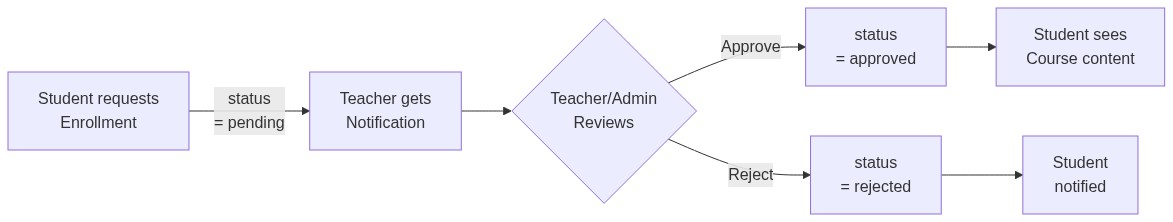 Student requests
Enrollment
status
= pending
Teacher gets
Notification
Teacher/Admin
Reviews
Approve
status
= approved
Student sees
Course content
Reject
status
= rejected
Student
notified